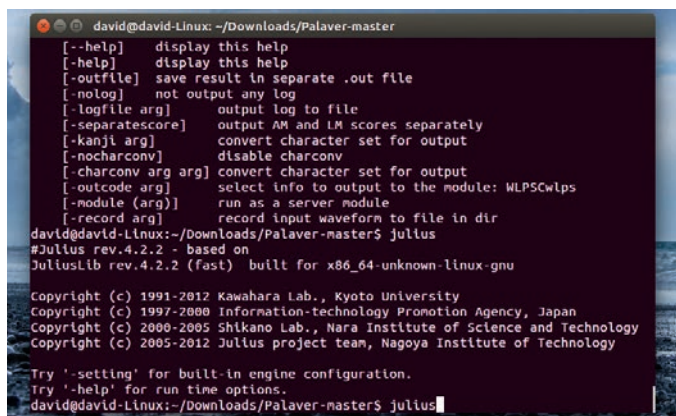 david@david-Linux: ~/Downloads/Palaver-master
[--help] display this help
[-help] display this help
[-outfile] save result in separate .out file
[-nolog] not output any log
[-logfile arg] output log to file
[-separatescore] output AM and LM scores separately
[-kanji arg] convert character set for output
[-nocharconv] disable charconv
[-charconv arg arg] convert character set for output
[-outcode arg] select info to output to the module: WLPSCwlps
[-module (arg)] run as a server module
[-record arg] record input waveform to file in dir
david@david-Linux:~/Downloads/Palaver-master$ julius
#Julius rev.4.2.2 - based on
JuliusLib rev.4.2.2 (fast) built for x86_64-unknown-linux-gnu
Copyright (c) 1991-2012 Kawahara Lab., Kyoto University
Copyright (c) 1997-2000 Information-technology Promotion Agency, Japan
Copyright (c) 2000-2005 Shikano Lab., Nara Institute of Science and Technology
Copyright (c) 2005-2012 Julius project team, Nagoya Institute of Technology
Try '-setting' for built-in engine configuration.
Try '-help' for run time options.
david@david-Linux:~/Downloads/Palaver-master$ julius